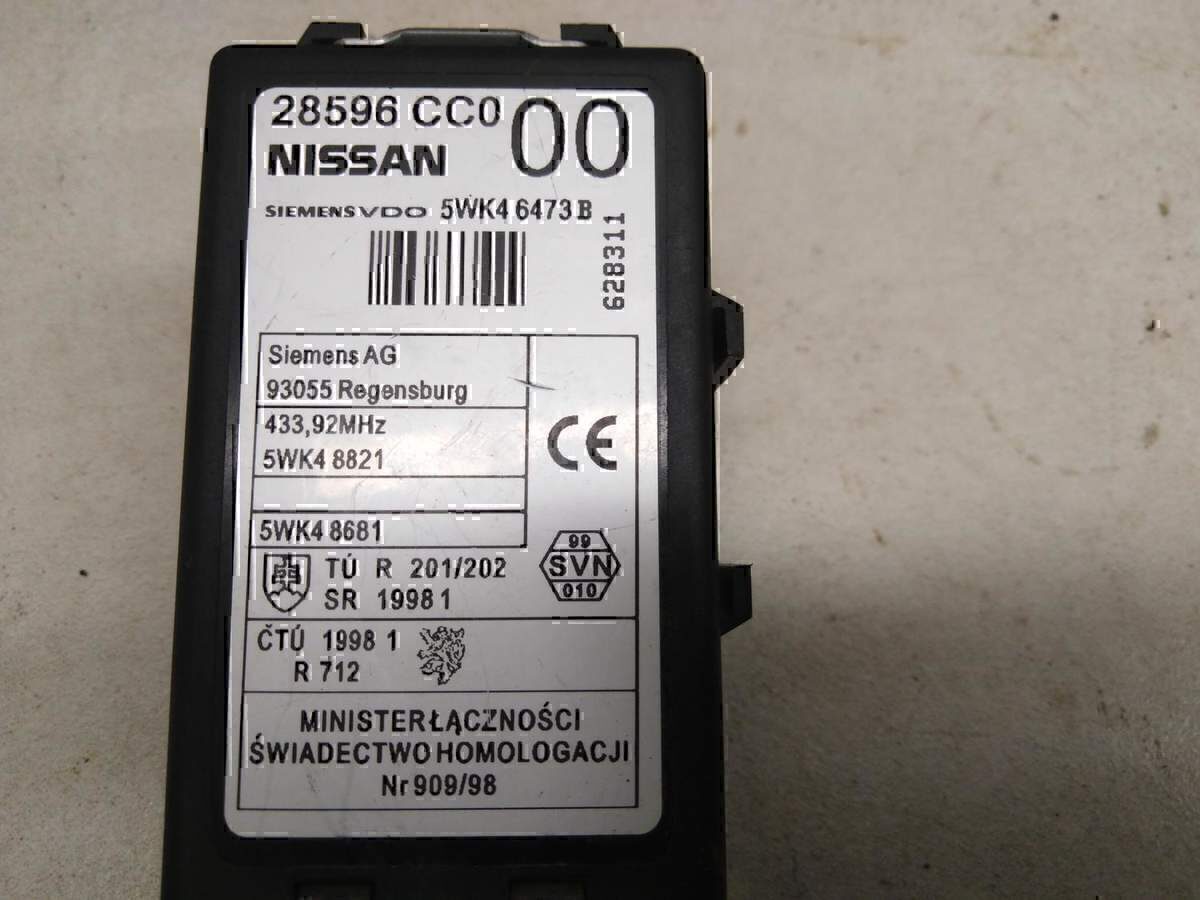 28596 CC0 00
NISSAN
SIEMENS VDO 5WK4 6473 B
628311
Siemens AG
93055 Regensburg
433,92MHz
5WK4 8821
CE
5WK4 8681
TÚ R 201/202
SR 1998 1
99
SVN
010
ČTÚ 1998 1
R 712
MINISTER ŁĄCZNOŚCI
ŚWIADECTWO HOMOLOGACJI
Nr 909/98